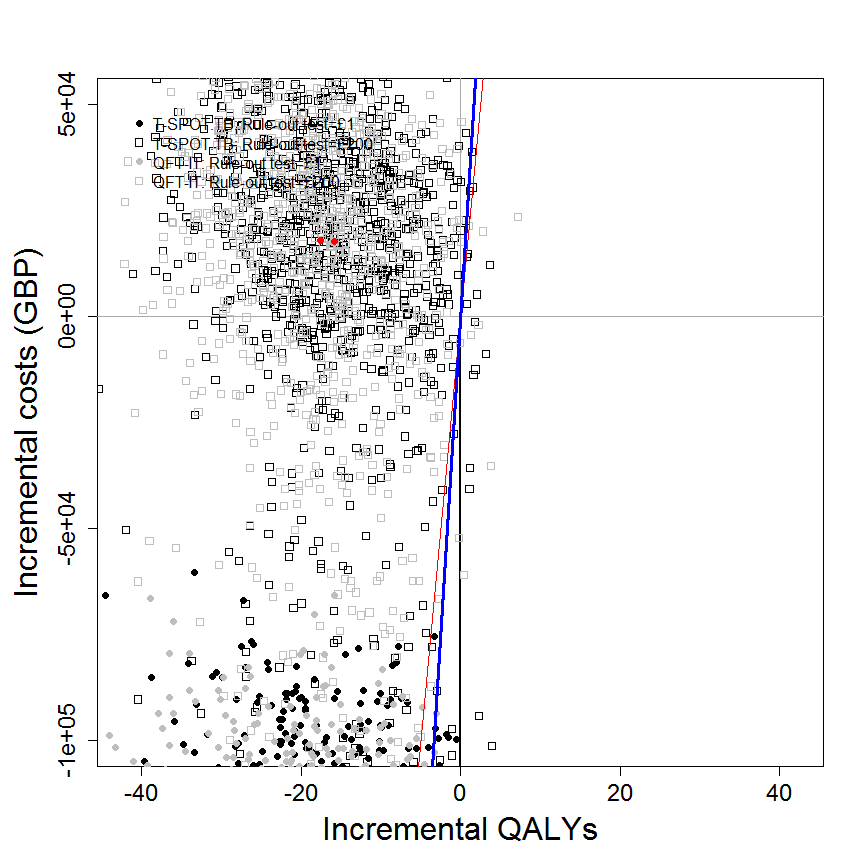 5e+04
T-SPOT.TB: Rule-out test=£1
T-SPOT.TB: Rule-out test=£200
QFT-IT: Rule-out test=£1
QFT-IT: Rule-out test=£200
0e+00
-5e+04
-1e+05
Incremental costs (GBP)
-40 -20 0 20 40
Incremental QALYs